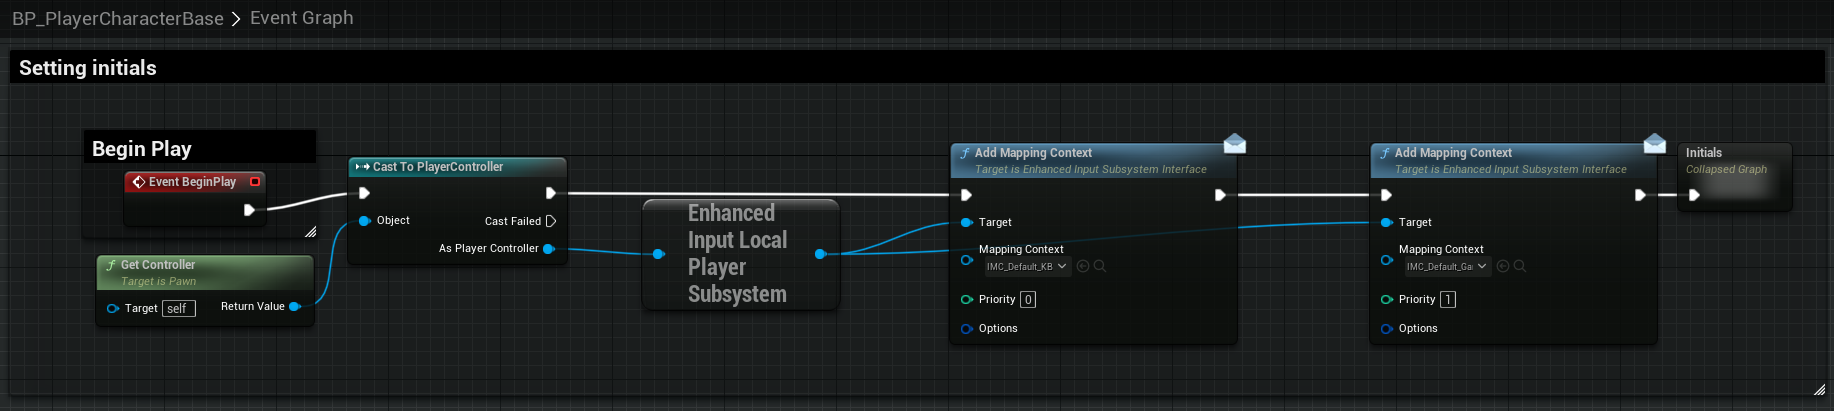 BP_PlayerCharacterBase > Event Graph
Setting initials
Begin Play
Event BeginPlay
Get Controller
Target is Pawn
Target self
Return Value
Cast To PlayerController
Object
Cast Failed
As Player Controller
Enhanced
Input Local
Player
Subsystem
Add Mapping Context
Target is Enhanced Input Subsystem Interface
Target
Mapping Context
IMC_Default_KB
Priority 0
Options
Add Mapping Context
Target is Enhanced Input Subsystem Interface
Target
Mapping Context
IMC_Default_Ga
Priority 1
Options
Initials
Collapsed Graph